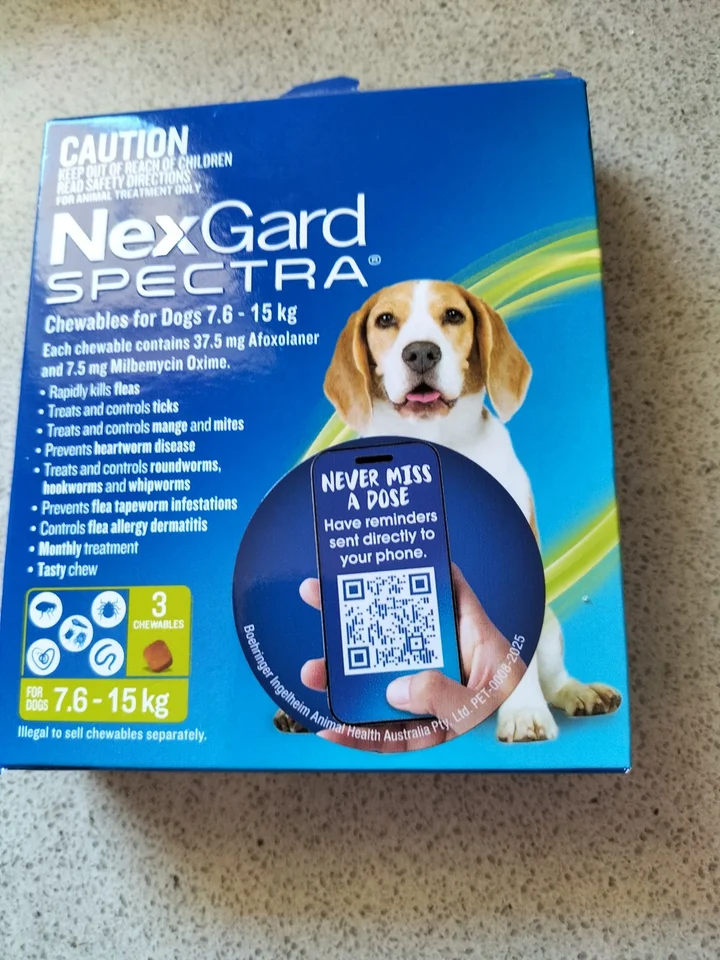 CAUTION
KEEP OUT OF REACH OF CHILDREN
READ SAFETY DIRECTIONS
FOR ANIMAL TREATMENT ONLY
NexGard
SPECTRA®
Chewables for Dogs 7.6 - 15 kg
Each chewable contains 37.5 mg Afoxolaner
and 7.5 mg Milbemycin Oxime.
• Rapidly kills fleas
• Treats and controls ticks
• Treats and controls mange and mites
• Prevents heartworm disease
• Treats and controls roundworms,
hookworms and whipworms
• Prevents flea tapeworm infestations
• Controls flea allergy dermatitis
• Monthly treatment
• Tasty chew
3
CHEWABLES
FOR
DOGS 7.6 - 15 kg
Illegal to sell chewables separately.
NEVER MISS
A DOSE
Have reminders
sent directly to
your phone.
Boehringer Ingelheim Animal Health Australia Pty. Ltd. PET-0008-2025